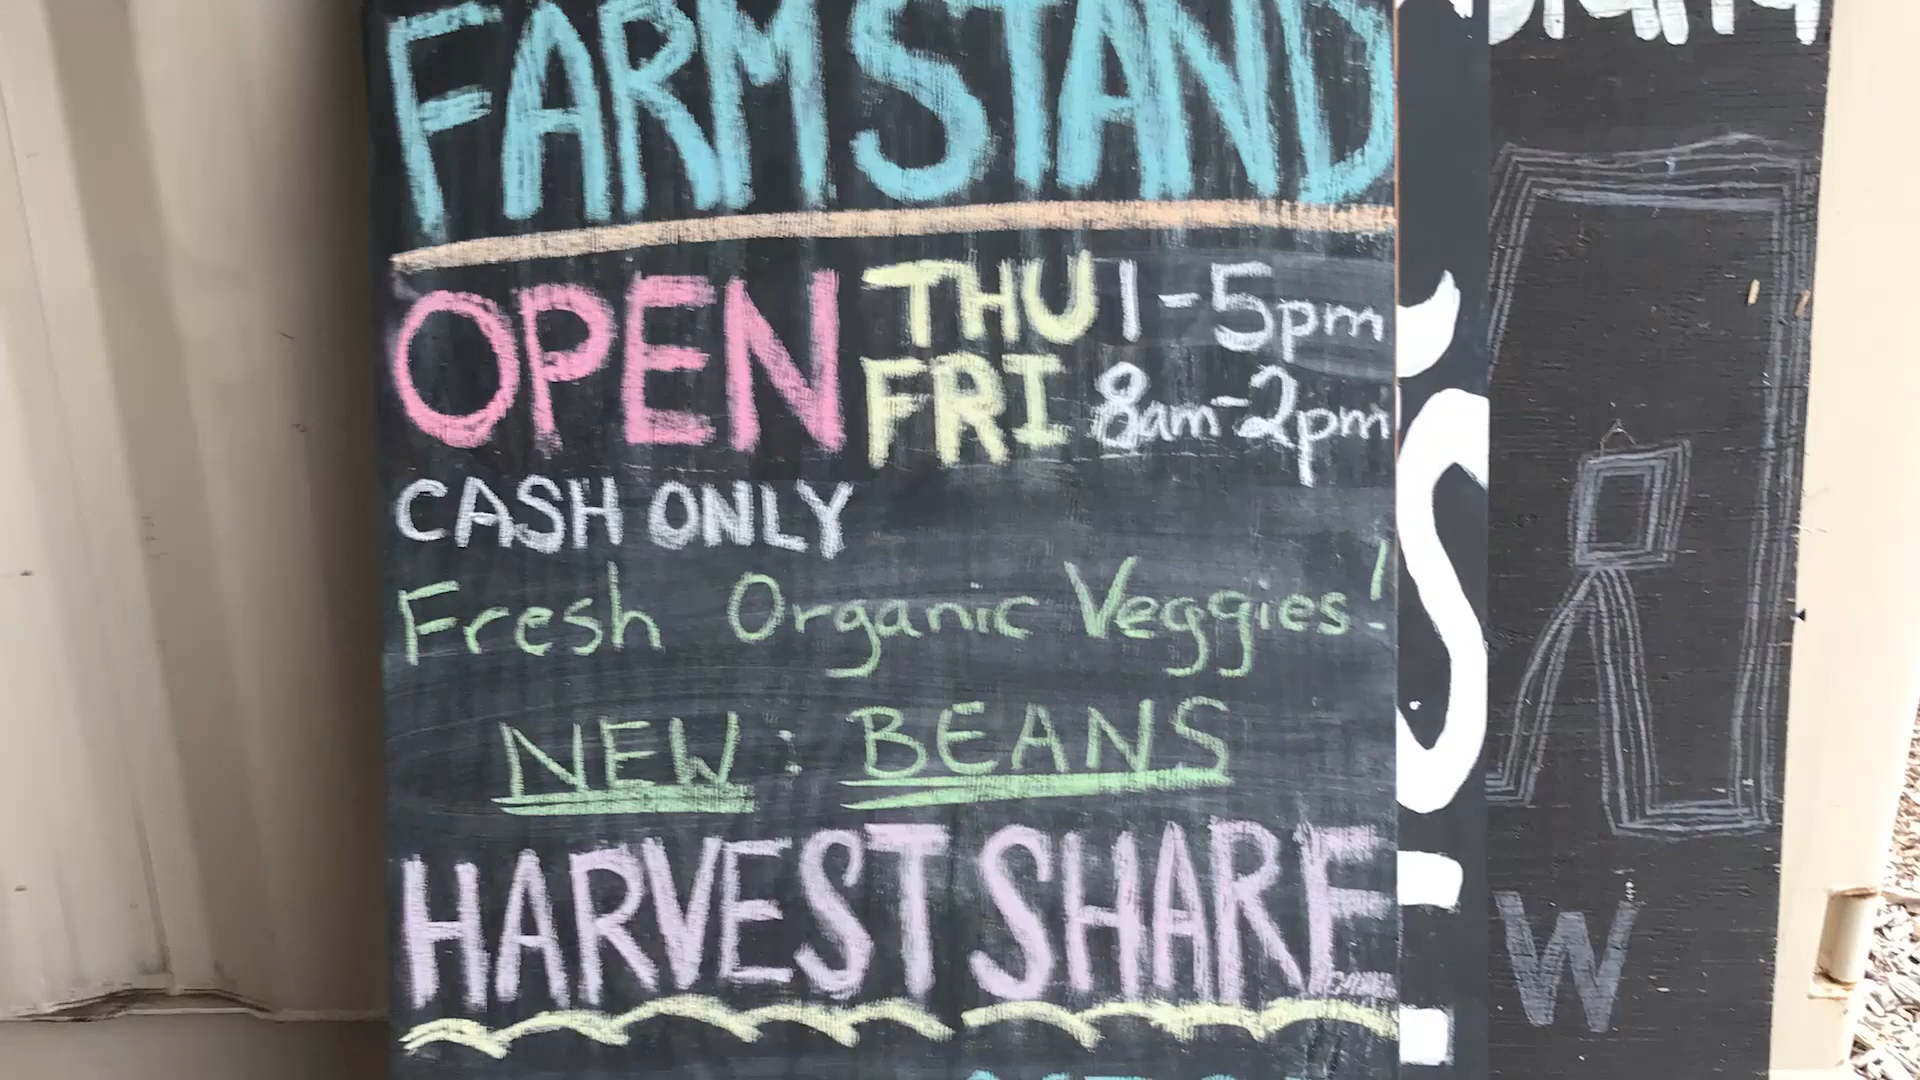 FARM STAND
OPEN THU 1-5pm
FRI 8am-2pm
CASH ONLY
Fresh Organic Veggies!
NEW: BEANS
HARVEST SHARE
S
W